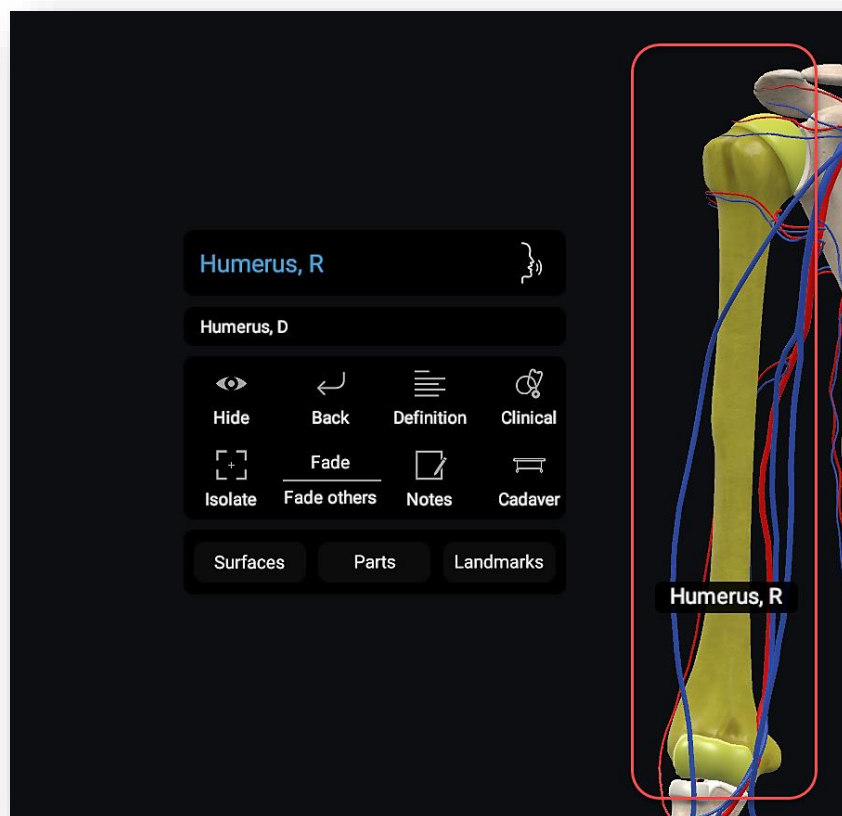 Humerus, R
Humerus, D
Hide Back Definition Clinical
Isolate Fade Notes Cadaver
Fade others
Surfaces Parts Landmarks
Humerus, R